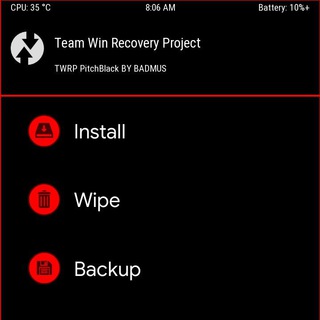 CPU: 35 °C 8:06 AM Battery: 10%+
Team Win Recovery Project
TWRP PitchBlack BY BADMUS
Install
Wipe
Backup